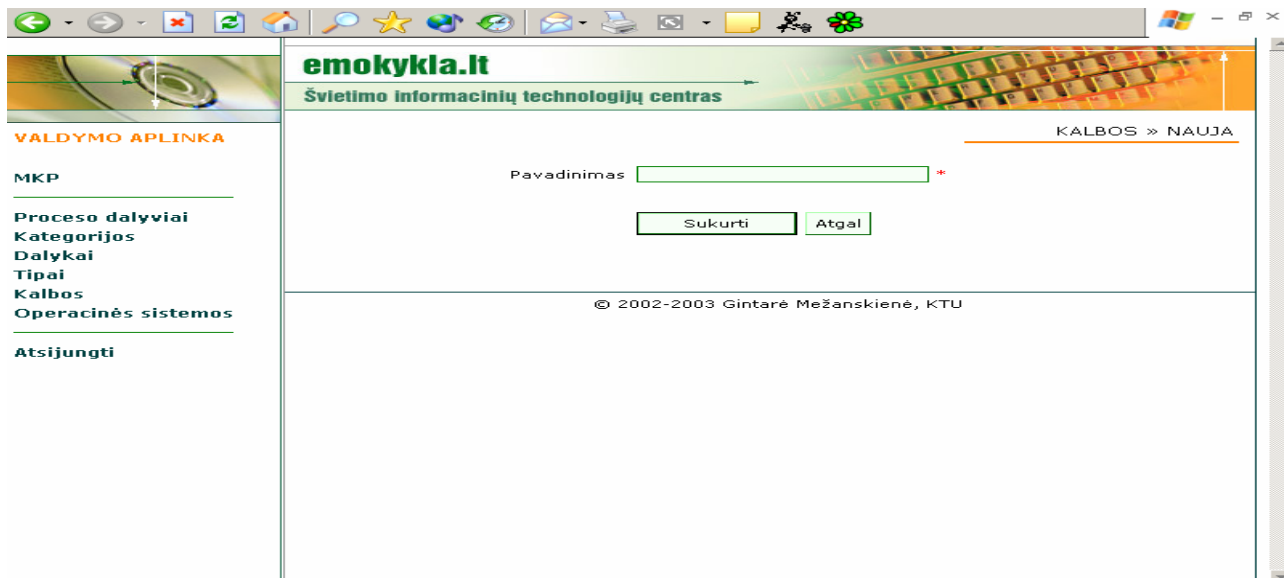 emokykla.lt
Švietimo informacinių technologijų centras
VALDYMO APLINKA
MKP
Proceso dalyviai
Kategorijos
Dalykai
Tipai
Kalbos
Operacinės sistemos
Atsijungti
KALBOS » NAUJA
Pavadinimas *
Sukurti Atgal
© 2002-2003 Gintarė Mežanskienė, KTU